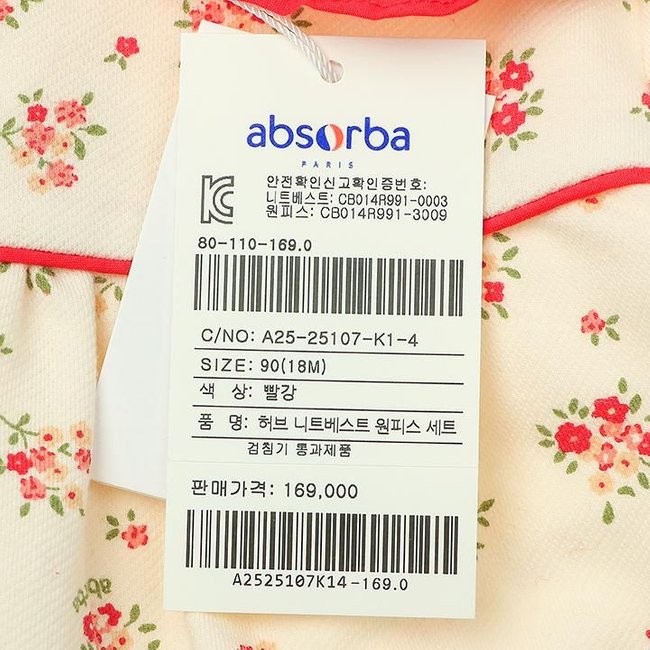 absorba
PARIS
안전확인신고확인증번호:
니트베스트: CB014R991-0003
원피스: CB014R991-3009
80-110-169.0
C/NO: A25-25107-K1-4
SIZE: 90(18M)
색 상: 빨강
품 명: 허브 니트베스트 원피스 세트
검침기 통과제품
판매가격: 169,000
A2525107K14-169.0